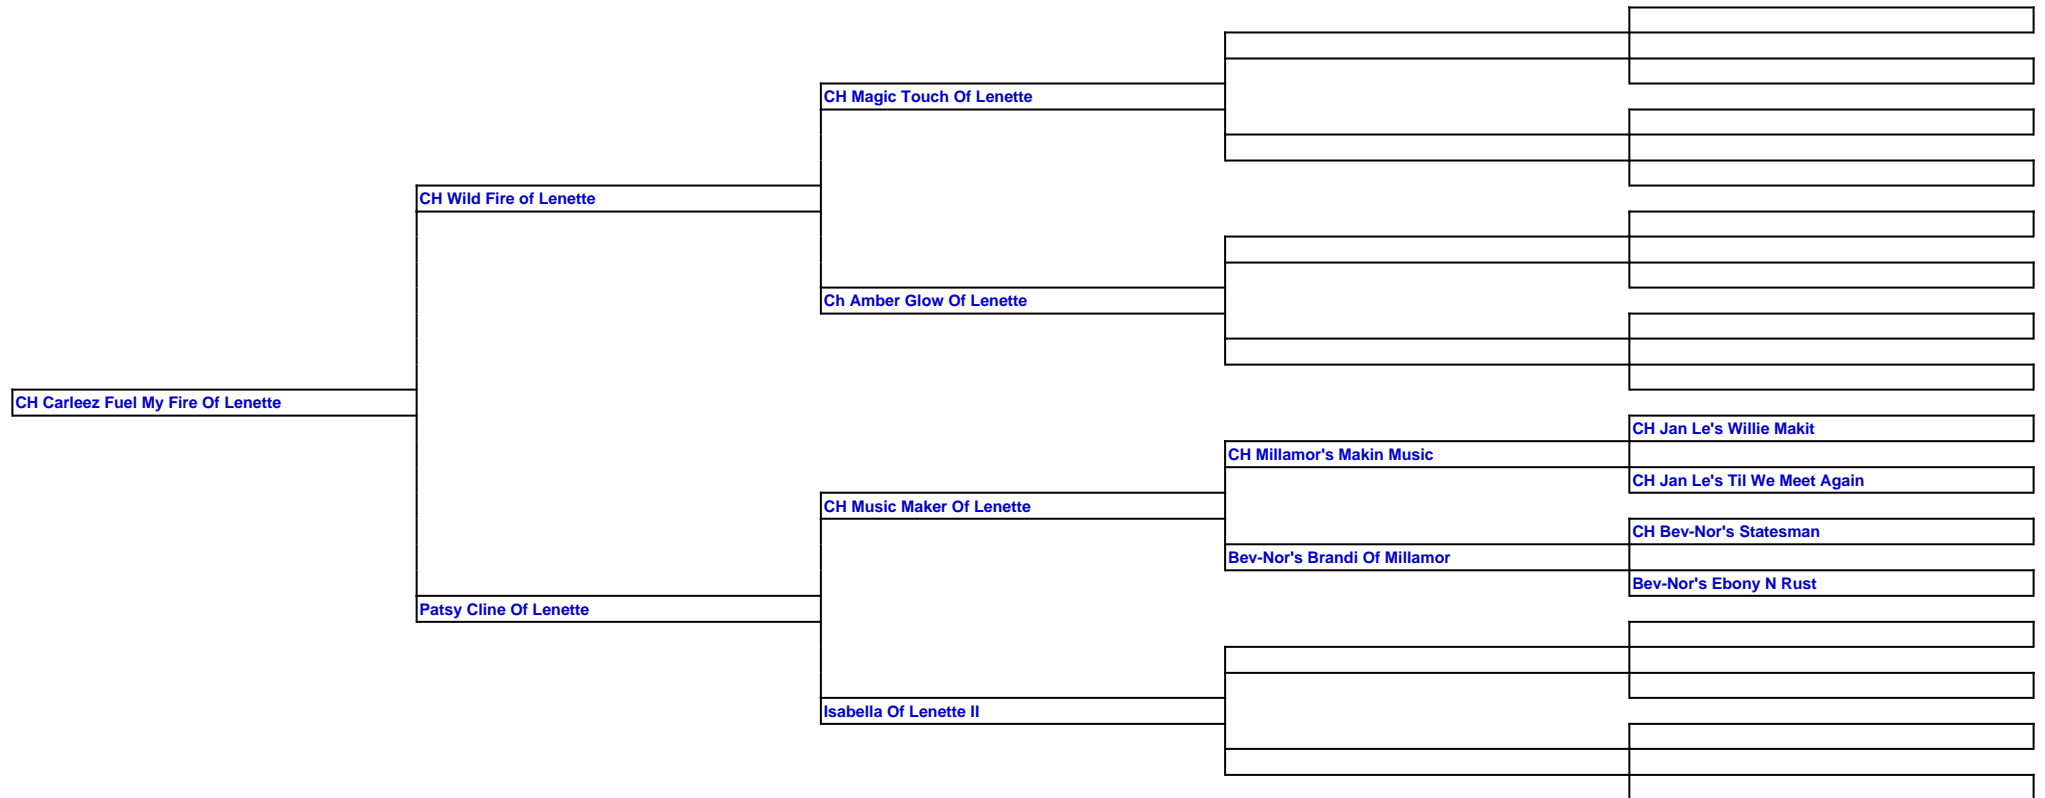 CH Magic Touch Of Lenette
CH Wild Fire of Lenette
Ch Amber Glow Of Lenette
CH Carleez Fuel My Fire Of Lenette
CH Jan Le's Willie Makit
CH Millamor's Makin Music
CH Jan Le's Til We Meet Again
CH Music Maker Of Lenette
CH Bev-Nor's Statesman
Bev-Nor's Brandi Of Millamor
Bev-Nor's Ebony N Rust
Patsy Cline Of Lenette
Isabella Of Lenette II